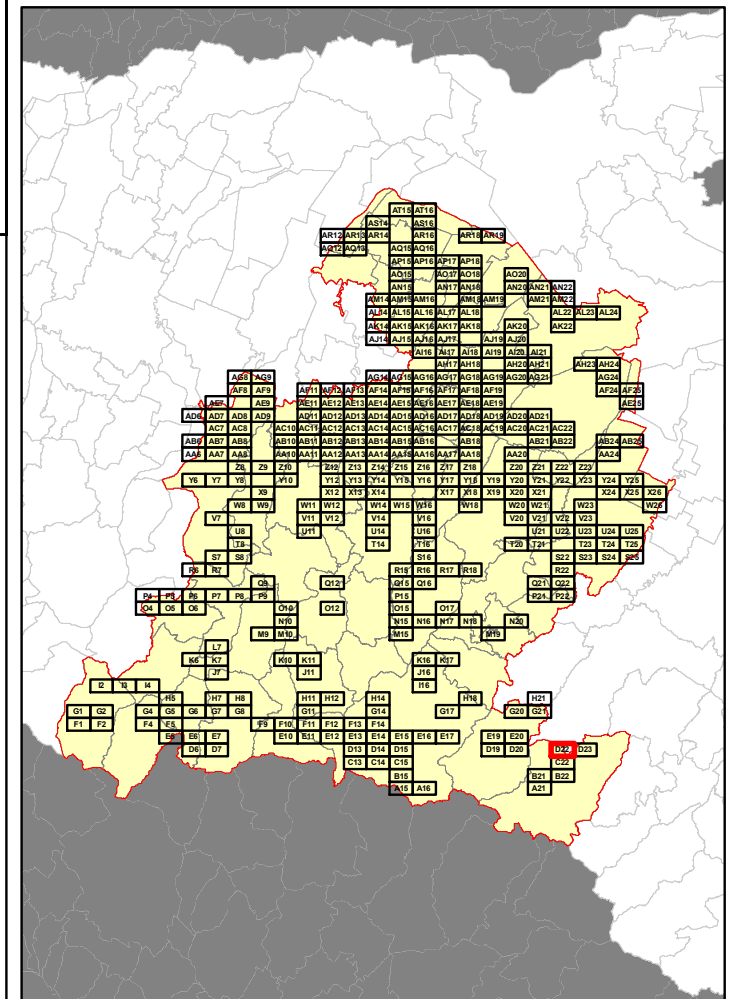 AT15 AT16
AS14 AS16
AR12 AR13 AR14 AR16 AR18 AR19
AQ12 AQ13 AQ15 AQ16
AP15 AP16 AP17 AP18
AO15 AO17 AO18 AO20
AN15 AN17 AN18 AN20 AN21 AN22
AM14 AM15 AM16 AM18 AM19 AM21 AM22
AL14 AL15 AL16 AL17 AL18 AL22 AL23 AL24
AK14 AK15 AK16 AK17 AK18 AK20 AK22
AJ14 AJ15 AJ16 AJ17 AJ19 AJ20
AI16 AI17 AI18 AI19 AI20 AI21
AH17 AH18 AH20 AH21 AH23 AH24
AG8 AG9 AG14 AG15 AG16 AG17 AG18 AG19 AG20 AG21 AG24
AF8 AF9 AF11 AF12 AF13 AF14 AF15 AF16 AF17 AF18 AF19 AF24 AF25
AE7 AE9 AE11 AE12 AE13 AE14 AE15 AE16 AE17 AE18 AE19 AE25
AD6 AD7 AD8 AD9 AD11 AD12 AD13 AD14 AD15 AD16 AD17 AD18 AD19 AD20 AD21
AC7 AC8 AC10 AC11 AC12 AC13 AC14 AC15 AC16 AC17 AC18 AC19 AC20 AC21 AC22
AB6 AB7 AB8 AB10 AB11 AB12 AB13 AB14 AB15 AB16 AB18 AB21 AB22 AB24 AB25
AA6 AA7 AA8 AA10 AA11 AA12 AA13 AA14 AA15 AA16 AA17 AA18 AA20 AA24
Z8 Z9 Z10 Z12 Z13 Z14 Z15 Z16 Z17 Z18 Z20 Z21 Z22 Z23
Y6 Y7 Y8 Y10 Y12 Y13 Y14 Y15 Y16 Y17 Y18 Y19 Y20 Y21 Y22 Y23 Y24 Y25
X9 X12 X13 X14 X17 X18 X19 X20 X21 X24 X25 X26
W8 W9 W11 W12 W14 W15 W16 W18 W20 W21 W23 W26
V7 V11 V12 V14 V16 V20 V21 V22 V23
U8 U11 U14 U16 U21 U22 U23 U24 U25
T8 T14 T16 T20 T21 T23 T24 T25
S7 S8 S16 S22 S23 S24 S25
R6 R7 R15 R16 R17 R18 R22
Q9 Q12 Q15 Q16 Q21 Q22
P4 P5 P6 P7 P8 P9 P15 P21 P22
O4 O5 O6 O10 O12 O15 O17
N10 N15 N16 N17 N18 N20
M9 M10 M15 M19
L7
K6 K7 K10 K11 K16 K17
J7 J11 J16
I2 I3 I4 I16
H5 H7 H8 H11 H12 H14 H18 H21
G1 G2 G4 G5 G6 G7 G8 G11 G14 G17 G20 G21
F1 F2 F4 F5 F9 F10 F11 F12 F13 F14
E5 E6 E7 E10 E11 E12 E13 E14 E15 E16 E17 E19 E20
D6 D7 D13 D14 D15 D19 D20 D22 D23
C13 C14 C15 C22
B15 B21 B22
A15 A16 A21